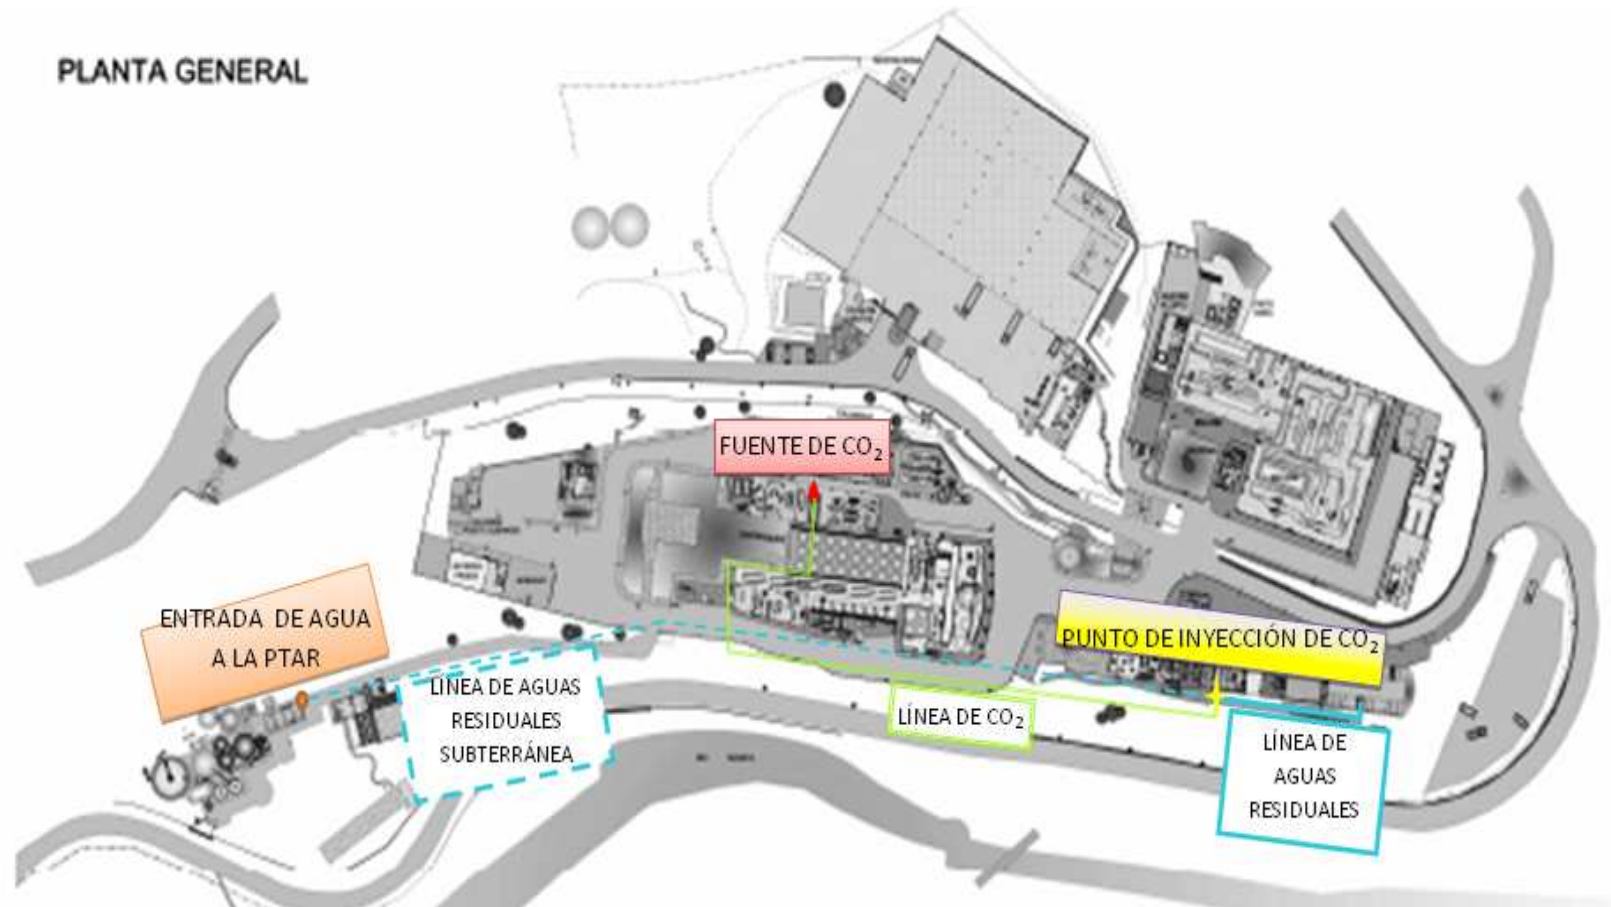 PLANTA GENERAL
FUENTE DE CO₂
ENTRADA DE AGUA
A LA PTAR
PUNTO DE INYECCIÓN DE CO₂
LÍNEA DE AGUAS
RESIDUALES
SUBTERRÁNEA
LÍNEA DE CO₂
LÍNEA DE
AGUAS
RESIDUALES